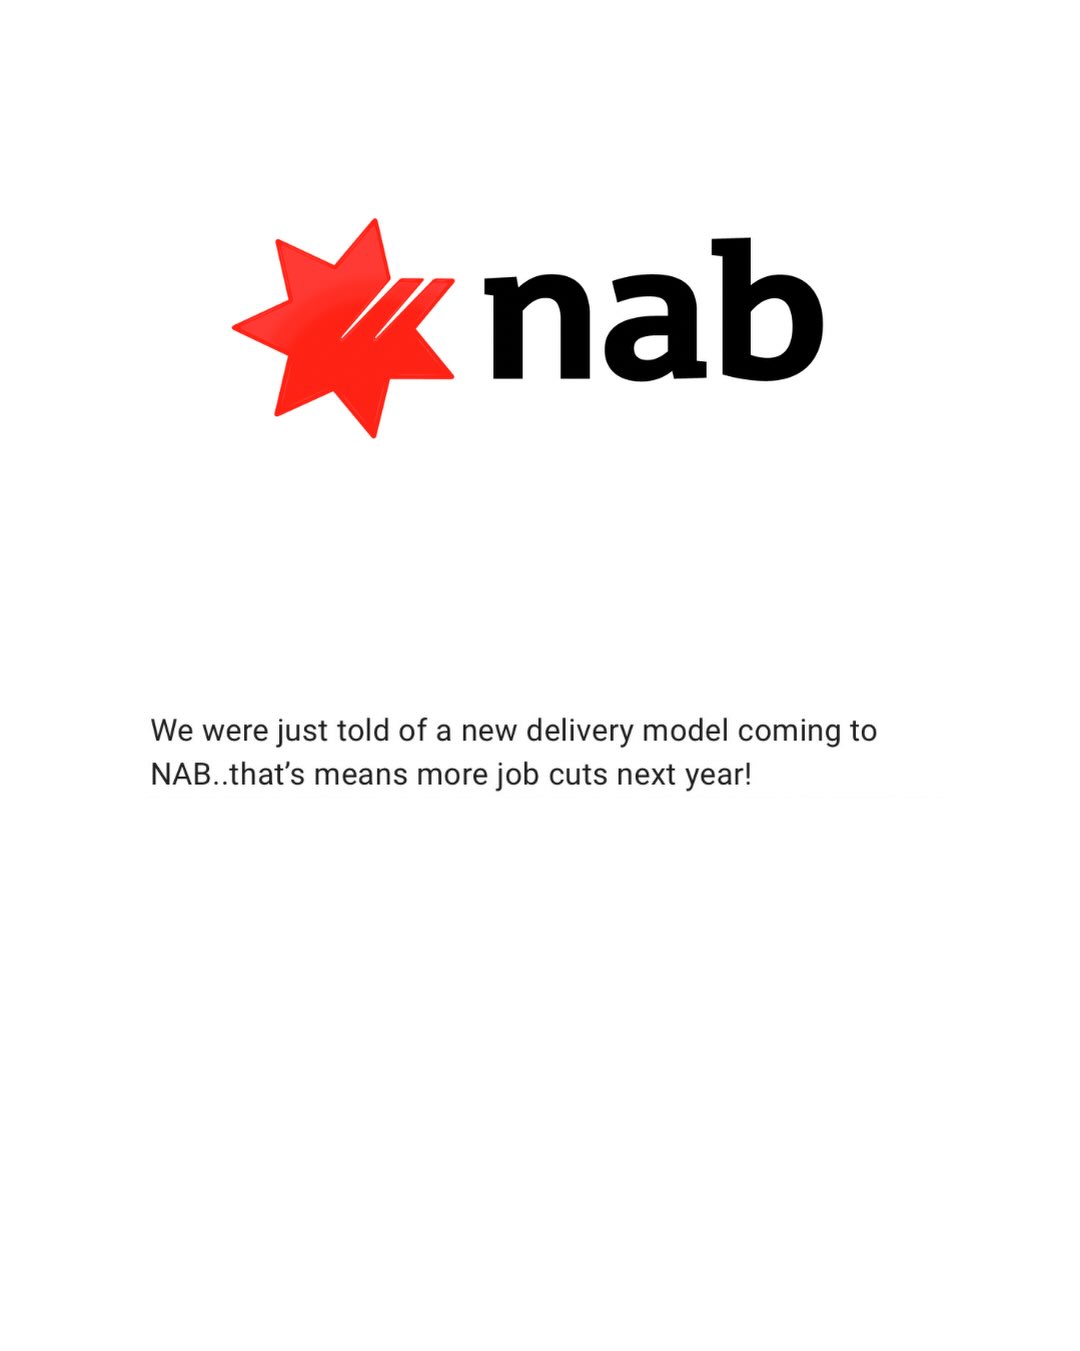 nab
We were just told of a new delivery model coming to
NAB..that’s means more job cuts next year!